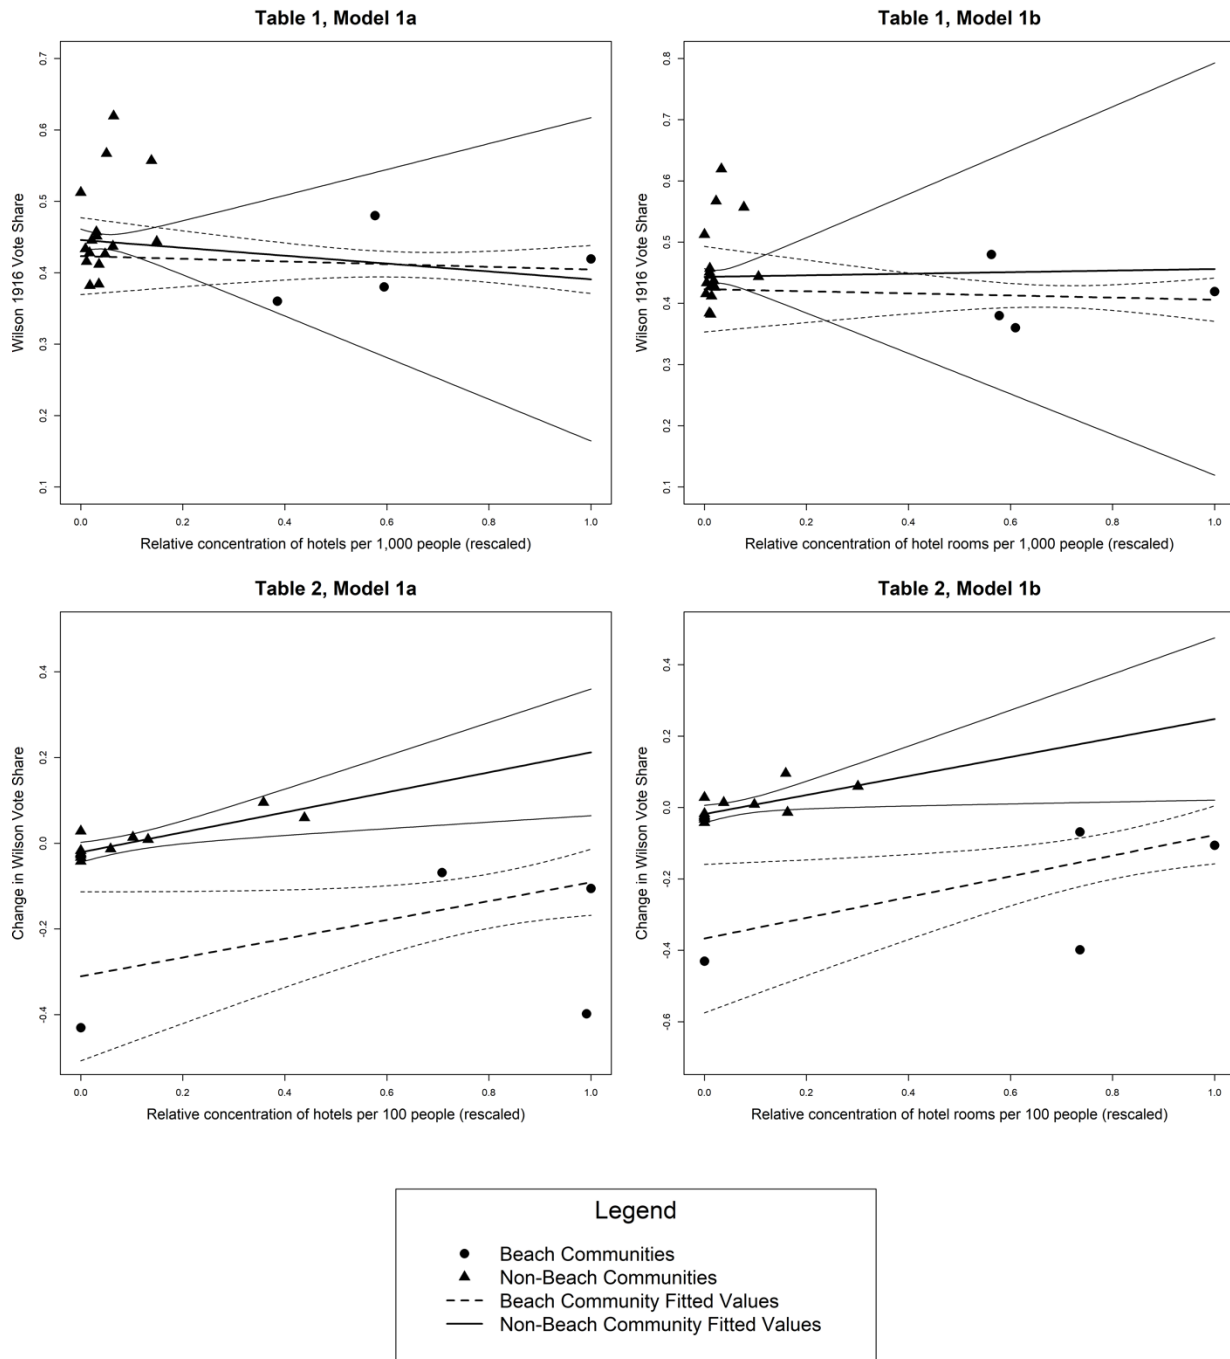 Table 1, Model 1a
Wilson 1916 Vote Share
0.7
0.6
0.5
0.4
0.3
0.2
0.1
0.0 0.2 0.4 0.6 0.8 1.0
Relative concentration of hotels per 1,000 people (rescaled)
Table 1, Model 1b
Wilson 1916 Vote Share
0.8
0.7
0.6
0.5
0.4
0.3
0.2
0.1
0.0 0.2 0.4 0.6 0.8 1.0
Relative concentration of hotel rooms per 1,000 people (rescaled)
Table 2, Model 1a
Change in Wilson Vote Share
0.4
0.2
0.0
-0.2
-0.4
0.0 0.2 0.4 0.6 0.8 1.0
Relative concentration of hotels per 100 people (rescaled)
Table 2, Model 1b
Change in Wilson Vote Share
0.4
0.2
0.0
-0.2
-0.4
-0.6
0.0 0.2 0.4 0.6 0.8 1.0
Relative concentration of hotel rooms per 100 people (rescaled)
Legend
Beach Communities
Non-Beach Communities
Beach Community Fitted Values
Non-Beach Community Fitted Values